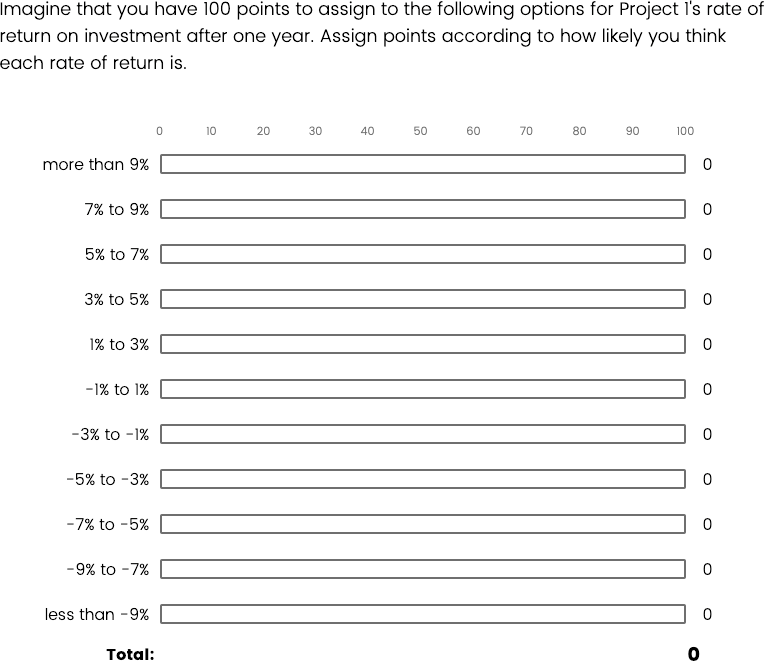 Imagine that you have 100 points to assign to the following options for Project 1's rate of
return on investment after one year. Assign points according to how likely you think
each rate of return is.
0 10 20 30 40 50 60 70 80 90 100
more than 9% 0
7% to 9% 0
5% to 7% 0
3% to 5% 0
1% to 3% 0
-1% to 1% 0
-3% to -1% 0
-5% to -3% 0
-7% to -5% 0
-9% to -7% 0
less than -9% 0
Total: 0